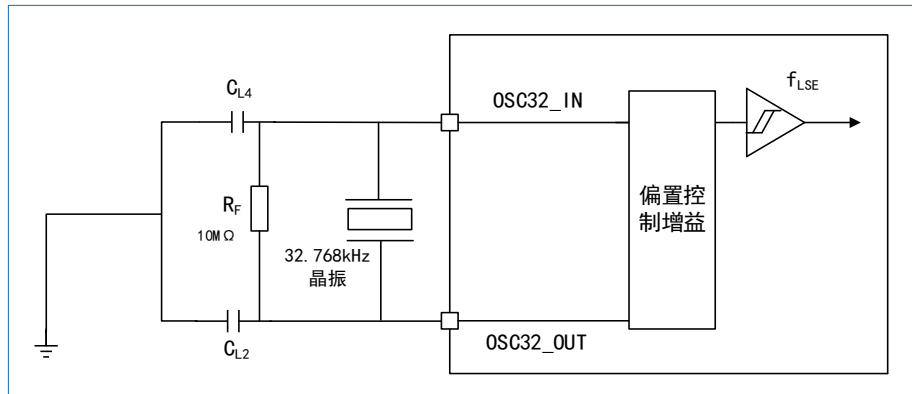 f_LSE
C_L4
OSC32_IN
偏置控
制增益
R_F
10MΩ
32.768kHz
晶振
C_L2
OSC32_OUT